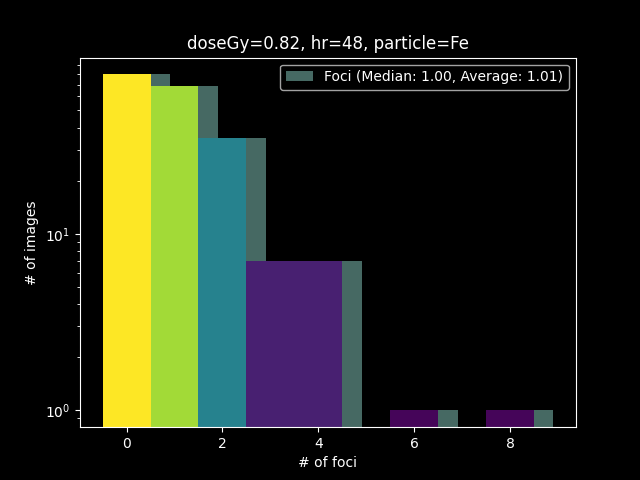 doseGy=0.82, hr=48, particle=Fe
Foci (Median: 1.00, Average: 1.01)
# of images
10¹
10⁰
0 2 4 6 8
# of foci